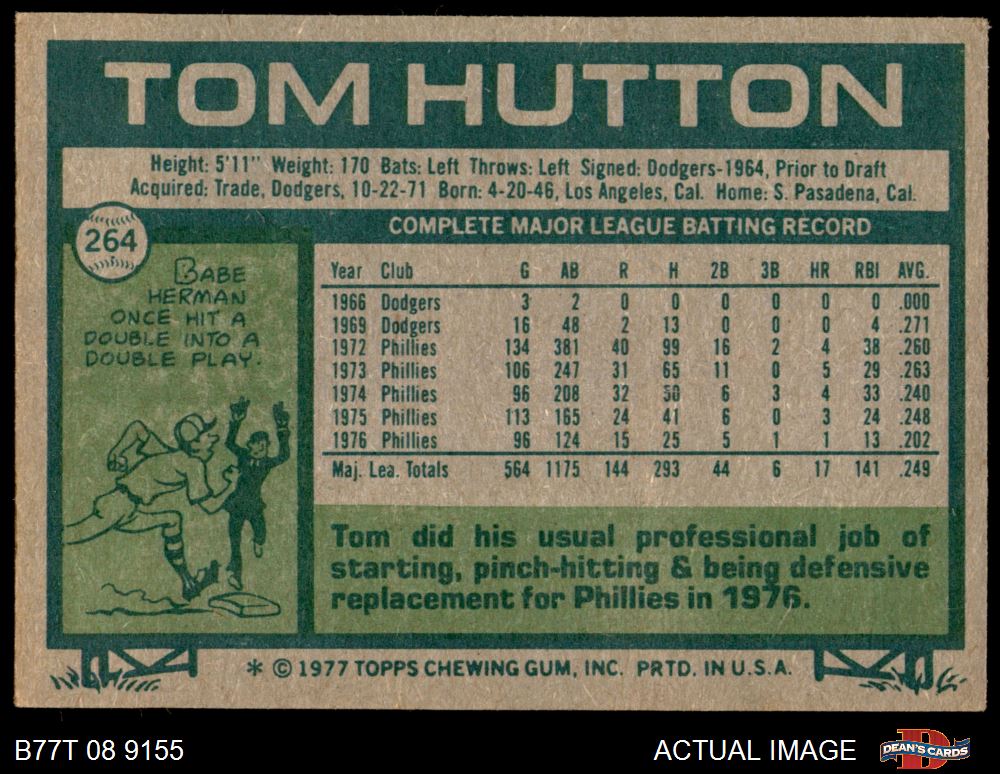 TOM HUTTON
Height: 5'11" Weight: 170 Bats: Left Throws: Left Signed: Dodgers-1964, Prior to Draft
Acquired: Trade, Dodgers, 10-22-71 Born: 4-20-46, Los Angeles, Cal. Home: S. Pasadena, Cal.
264
BABE
HERMAN
ONCE HIT A
DOUBLE INTO A
DOUBLE PLAY.
COMPLETE MAJOR LEAGUE BATTING RECORD
Year Club G AB R H 2B 3B HR RBI AVG.
1966 Dodgers 3 2 0 0 0 0 0 0 .000
1969 Dodgers 16 48 2 13 0 0 0 4 .271
1972 Phillies 134 381 40 99 16 2 4 38 .260
1973 Phillies 106 247 31 65 11 0 5 29 .263
1974 Phillies 96 208 32 50 6 3 4 33 .240
1975 Phillies 113 165 24 41 6 0 3 24 .248
1976 Phillies 96 124 15 25 5 1 1 13 .202
Maj. Lea. Totals 564 1175 144 293 44 6 17 141 .249
Tom did his usual professional job of
starting, pinch-hitting & being defensive
replacement for Phillies in 1976.
* © 1977 TOPPS CHEWING GUM, INC. PRTD. IN U.S.A.
B77T 08 9155
ACTUAL IMAGE
DEAN'S CARDS